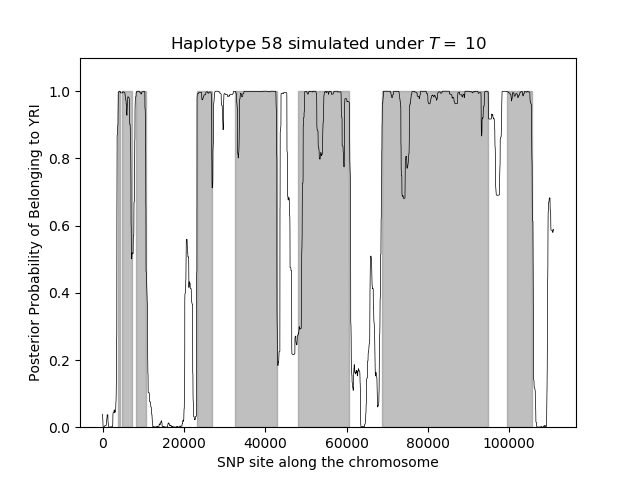 Haplotype 58 simulated under T = 10
Posterior Probability of Belonging to YRI
1.0
0.8
0.6
0.4
0.2
0.0
0 20000 40000 60000 80000 100000
SNP site along the chromosome